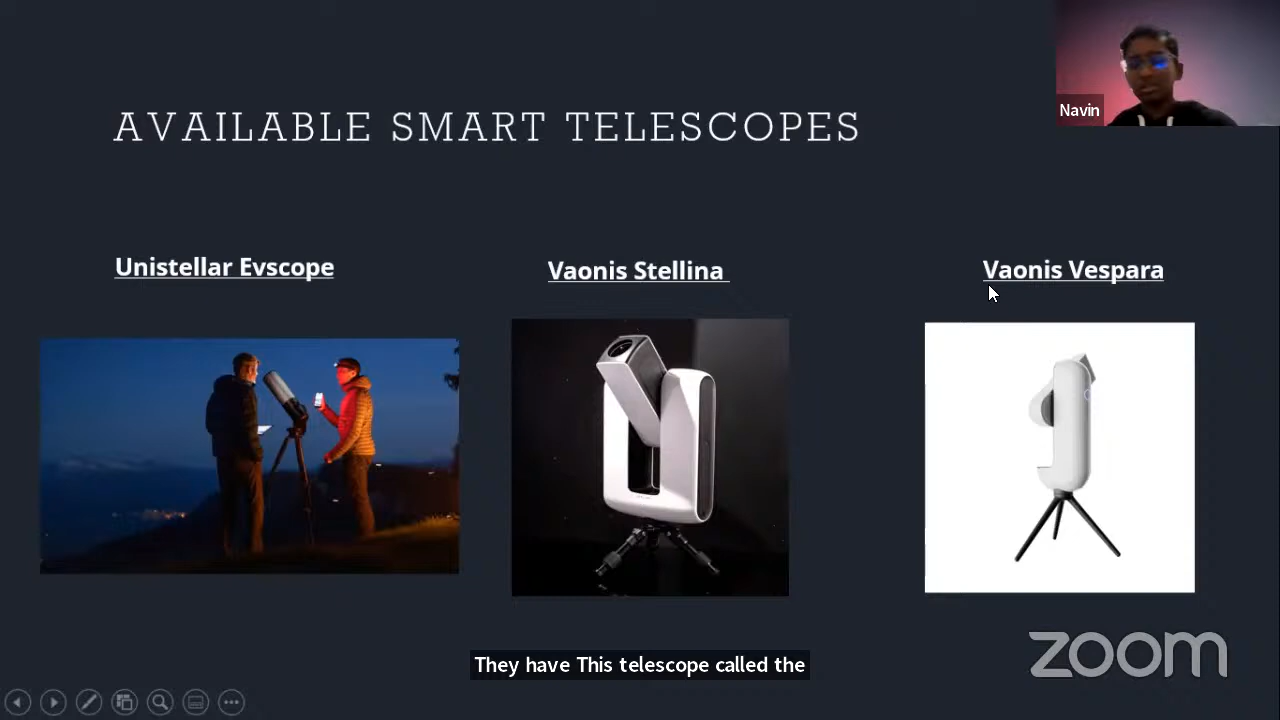 AVAILABLE SMART TELESCOPES
Navin
Unistellar Evscope
Vaonis Stellina
Vaonis Vespara
They have This telescope called the
zoom